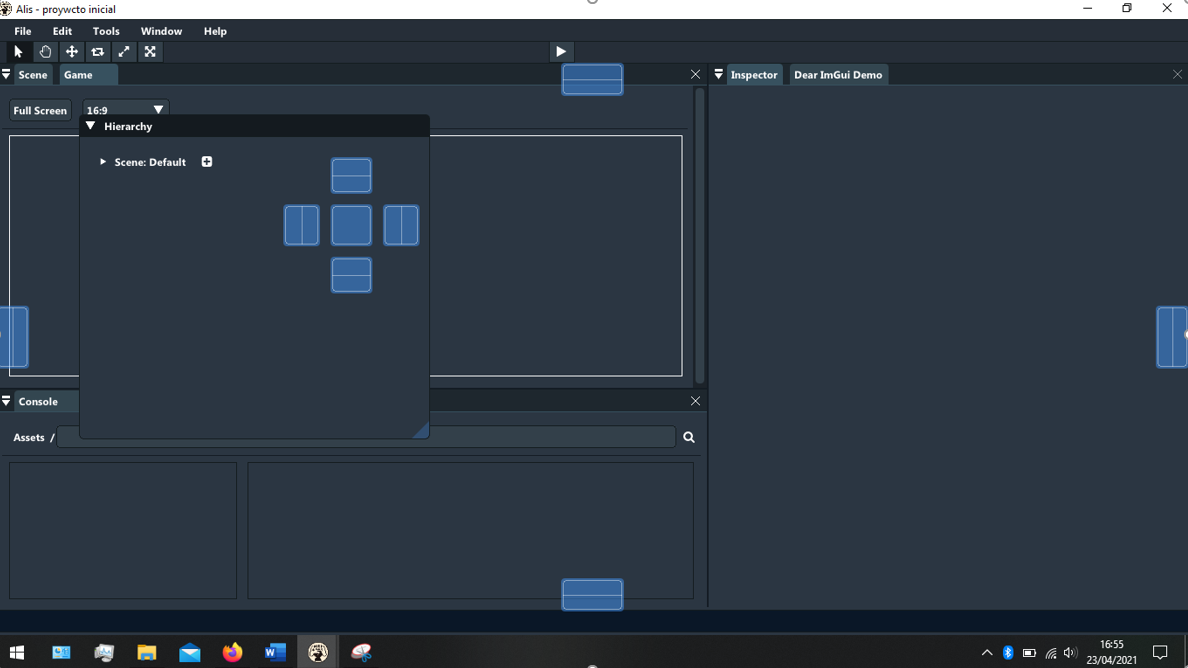 Alis - proywcto inicial
File Edit Tools Window Help
Scene Game
Inspector Dear ImGui Demo
Full Screen 16:9
Hierarchy
Scene: Default
Console
Assets /
16:55
23/04/2021